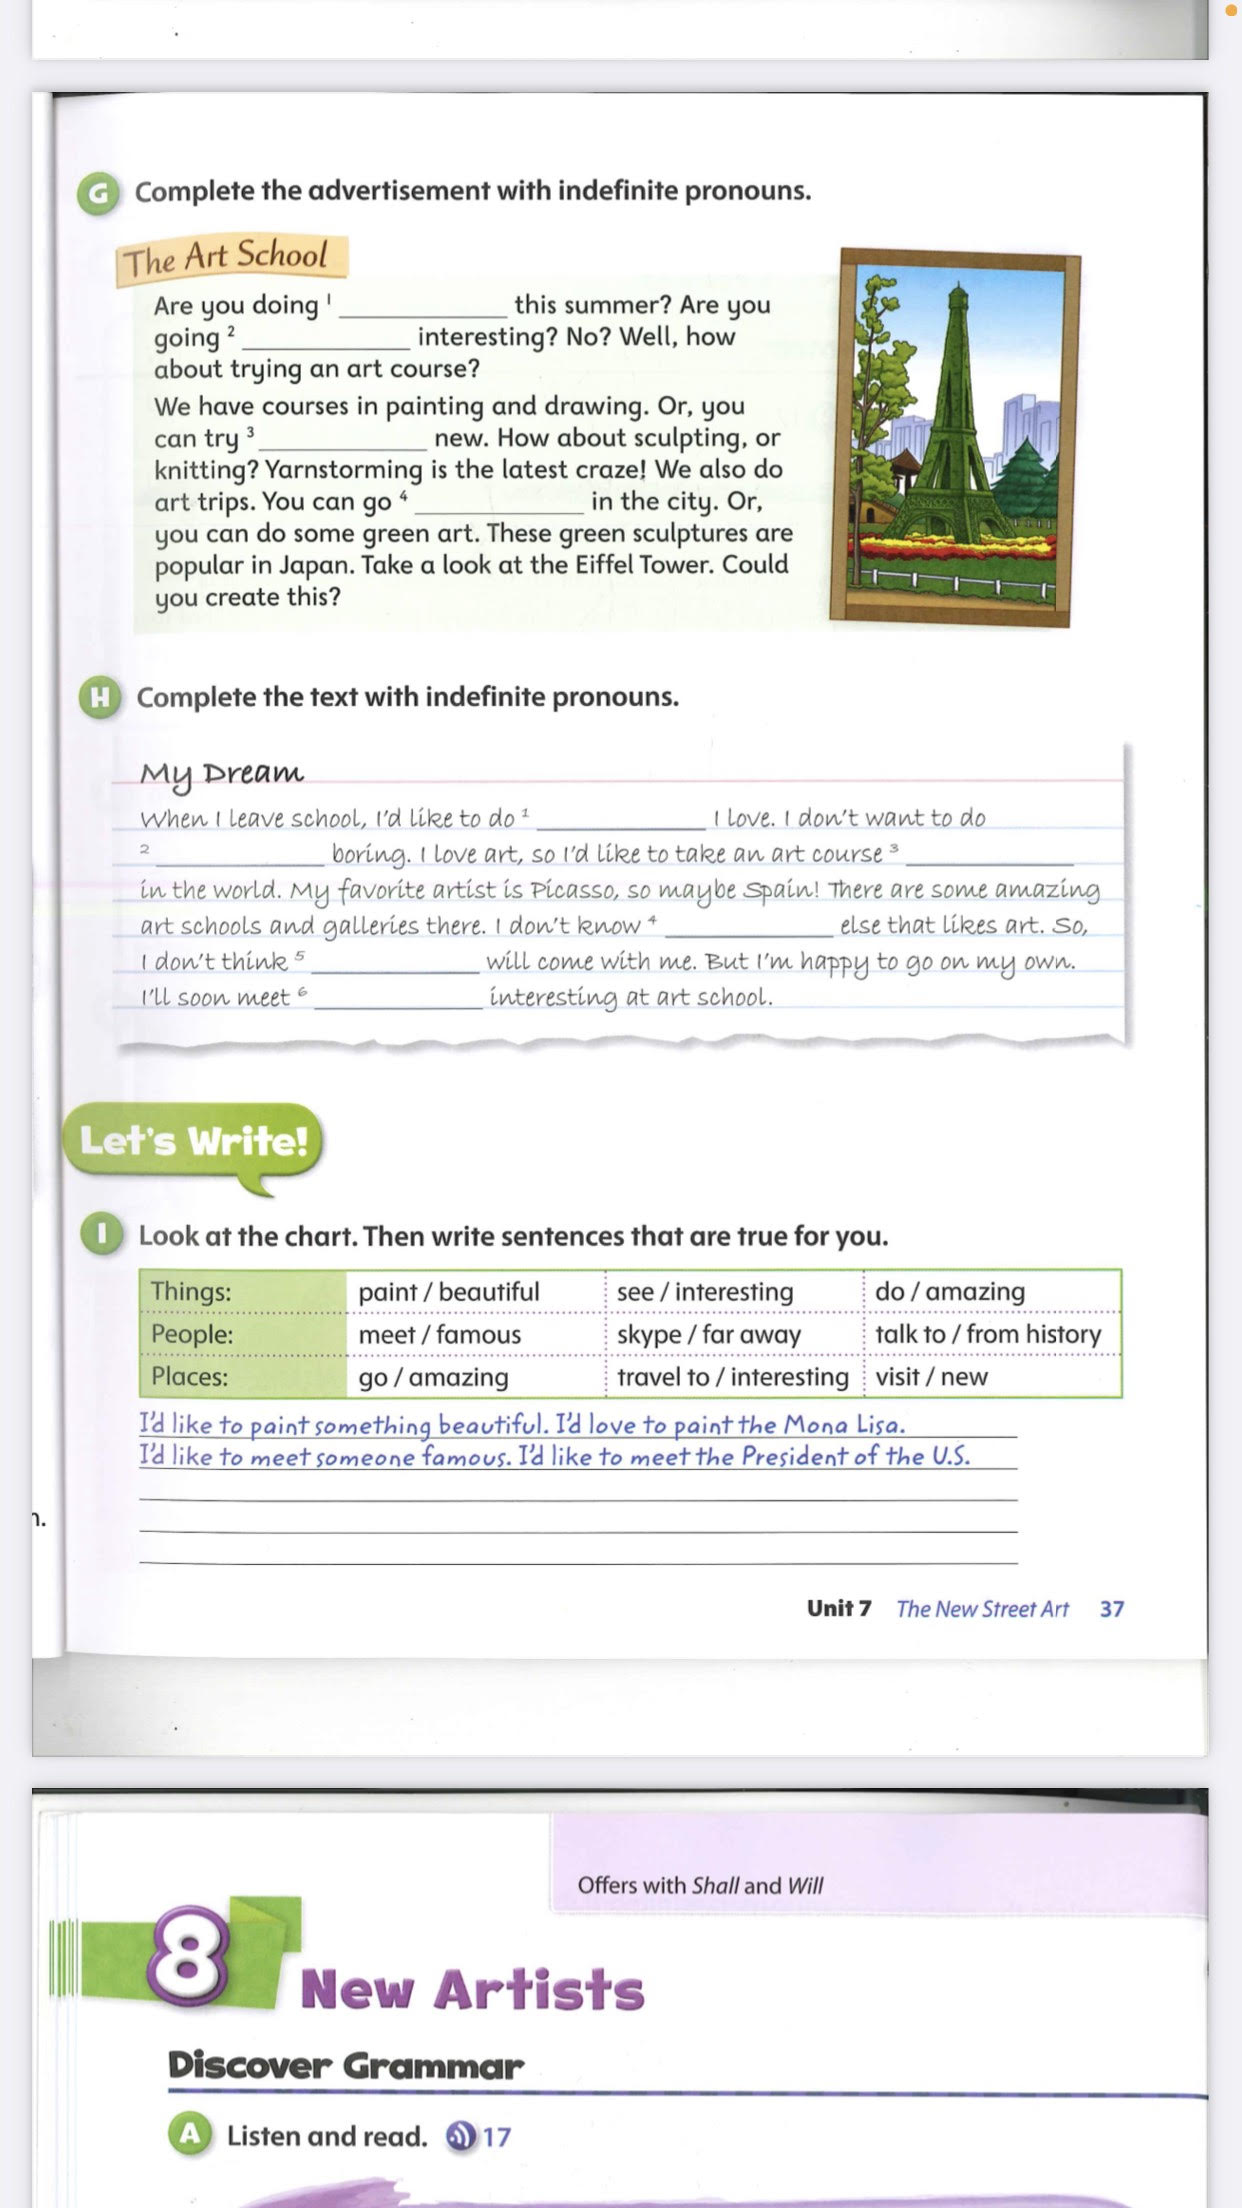 G Complete the advertisement with indefinite pronouns.
The Art School
Are you doing 1 ____________ this summer? Are you
going 2 ____________ interesting? No? Well, how
about trying an art course?
We have courses in painting and drawing. Or, you
can try 3 ____________ new. How about sculpting, or
knitting? Yarnstorming is the latest craze! We also do
art trips. You can go 4 ____________ in the city. Or,
you can do some green art. These green sculptures are
popular in Japan. Take a look at the Eiffel Tower. Could
you create this?
H Complete the text with indefinite pronouns.
My Dream
When I leave school, I'd like to do 1 ____________ I love. I don't want to do
2 ____________ boring. I love art, so I'd like to take an art course 3 ____________
in the world. My favorite artist is Picasso, so maybe Spain! There are some amazing
art schools and galleries there. I don't know 4 ____________ else that likes art. So,
I don't think 5 ____________ will come with me. But I'm happy to go on my own.
I'll soon meet 6 ____________ interesting at art school.
Let's Write!
I Look at the chart. Then write sentences that are true for you.
Things: paint / beautiful see / interesting do / amazing
People: meet / famous skype / far away talk to / from history
Places: go / amazing travel to / interesting visit / new
I'd like to paint something beautiful. I'd love to paint the Mona Lisa.
I'd like to meet someone famous. I'd like to meet the President of the U.S.
n.
Unit 7 The New Street Art 37
Offers with Shall and Will
8 New Artists
Discover Grammar
A Listen and read. 17